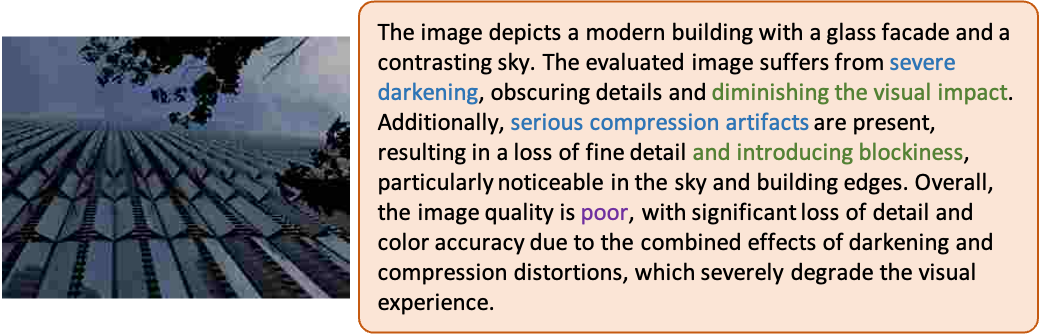 The image depicts a modern building with a glass facade and a
contrasting sky. The evaluated image suffers from severe
darkening, obscuring details and diminishing the visual impact.
Additionally, serious compression artifacts are present,
resulting in a loss of fine detail and introducing blockiness,
particularly noticeable in the sky and building edges. Overall,
the image quality is poor, with significant loss of detail and
color accuracy due to the combined effects of darkening and
compression distortions, which severely degrade the visual
experience.